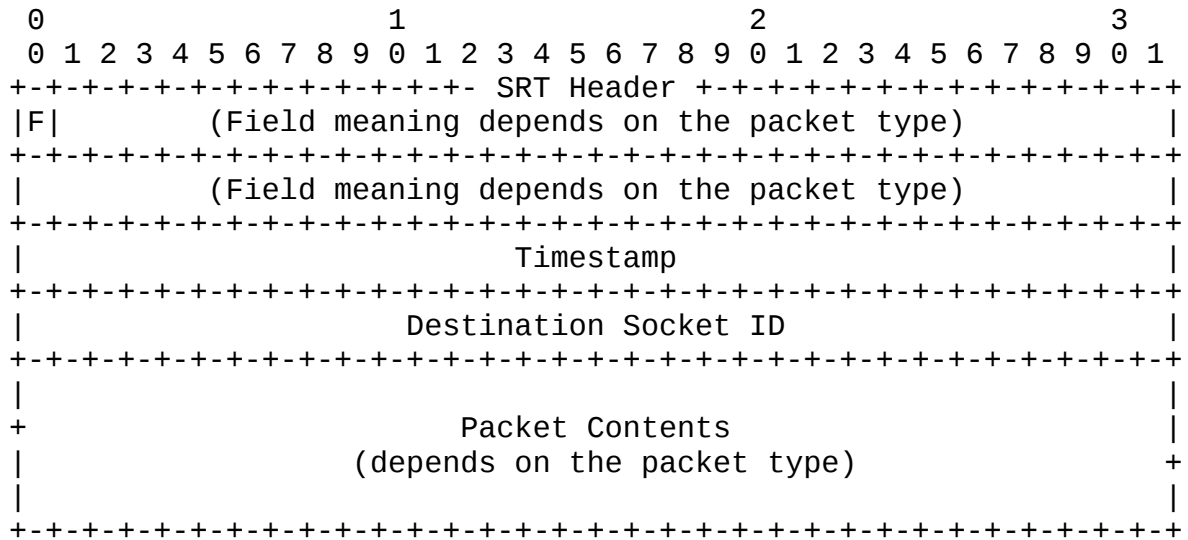 0                   1                   2                   3
 0 1 2 3 4 5 6 7 8 9 0 1 2 3 4 5 6 7 8 9 0 1 2 3 4 5 6 7 8 9 0 1
+-+-+-+-+-+-+-+-+-+-+-+-+- SRT Header +-+-+-+-+-+-+-+-+-+-+-+-+-+
|F|        (Field meaning depends on the packet type)           |
+-+-+-+-+-+-+-+-+-+-+-+-+-+-+-+-+-+-+-+-+-+-+-+-+-+-+-+-+-+-+-+-+
|          (Field meaning depends on the packet type)           |
+-+-+-+-+-+-+-+-+-+-+-+-+-+-+-+-+-+-+-+-+-+-+-+-+-+-+-+-+-+-+-+-+
|                           Timestamp                           |
+-+-+-+-+-+-+-+-+-+-+-+-+-+-+-+-+-+-+-+-+-+-+-+-+-+-+-+-+-+-+-+-+
|                     Destination Socket ID                     |
+-+-+-+-+-+-+-+-+-+-+-+-+-+-+-+-+-+-+-+-+-+-+-+-+-+-+-+-+-+-+-+-+
|                                                               |
+                        Packet Contents                        |
|                  (depends on the packet type)                 +
|                                                               |
+-+-+-+-+-+-+-+-+-+-+-+-+-+-+-+-+-+-+-+-+-+-+-+-+-+-+-+-+-+-+-+-+